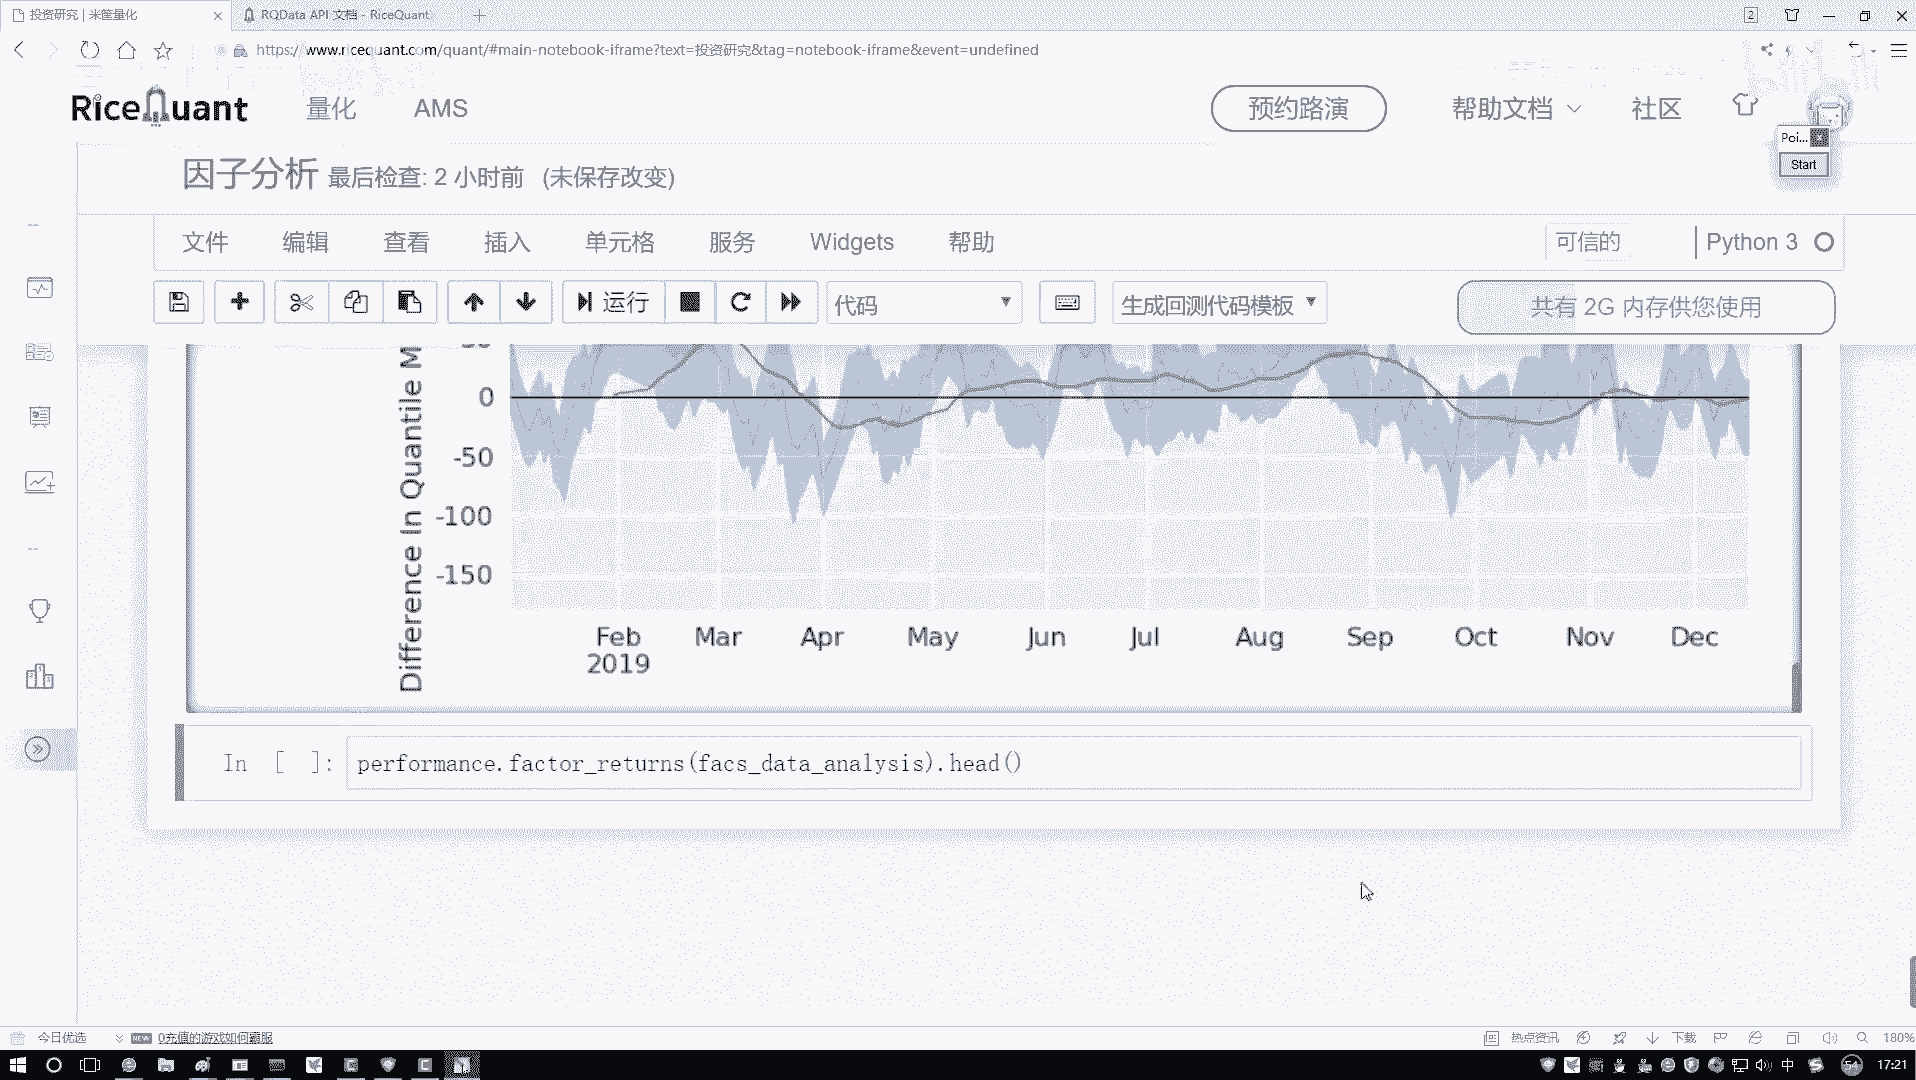 投资研究 | 米筐量化
RQData API 文档 - RiceQuant
2
https://www.ricequant.com/quant/#main-notebook-iframe?text=投资研究&tag=notebook-iframe&event=undefined
RiceQuant
量化
AMS
预约路演
帮助文档
社区
Poi...
Start
因子分析 最后检查: 2 小时前 (未保存改变)
文件 编辑 查看 插入 单元格 服务 Widgets 帮助
可信的
Python 3
运行
代码
生成回测代码模板
共有 2G 内存供您使用
Difference In Quantile M
0
-50
-100
-150
Feb Mar Apr May Jun Jul Aug Sep Oct Nov Dec
2019
In [ ]: performance.factor_returns(facs_data_analysis).head()
今日优选
NEW
0充值的游戏如何霸服
热点资讯
下载
180%
中
54
17:21